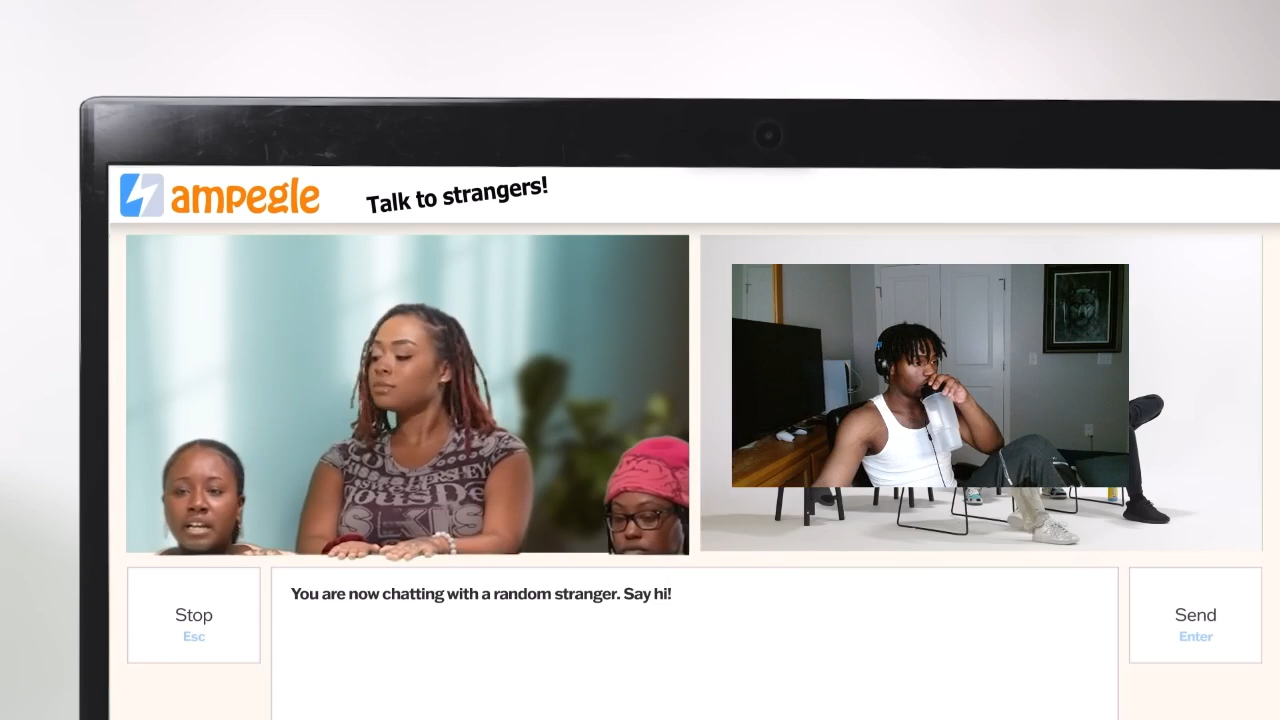 ampegle
Talk to strangers!
Stop
Esc
You are now chatting with a random stranger. Say hi!
Send
Enter